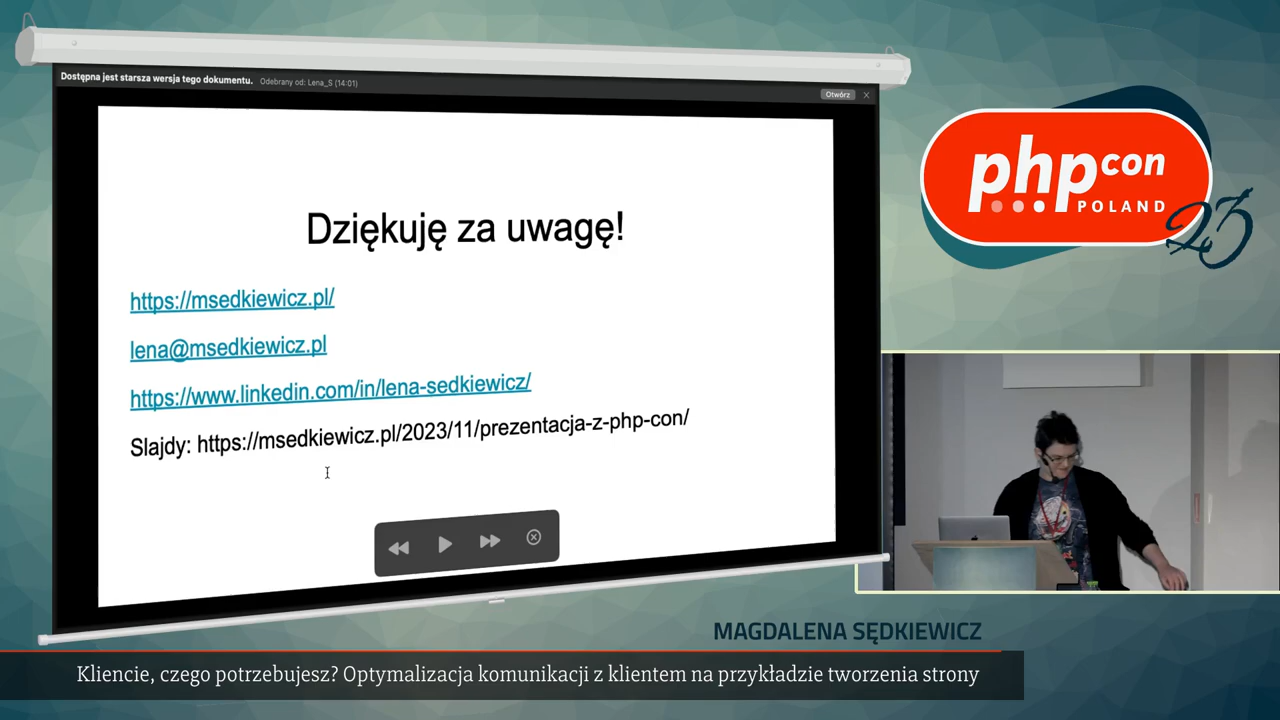 Dostępna jest starsza wersja tego dokumentu. Odebrany od: Lena_S (14:01)
Otwórz
Dziękuję za uwagę!
https://msedkiewicz.pl/
lena@msedkiewicz.pl
https://www.linkedin.com/in/lena-sedkiewicz/
Slajdy: https://msedkiewicz.pl/2023/11/prezentacja-z-php-con/
phpcon
POLAND
23
MAGDALENA SĘDKIEWICZ
Kliencie, czego potrzebujesz? Optymalizacja komunikacji z klientem na przykładzie tworzenia strony